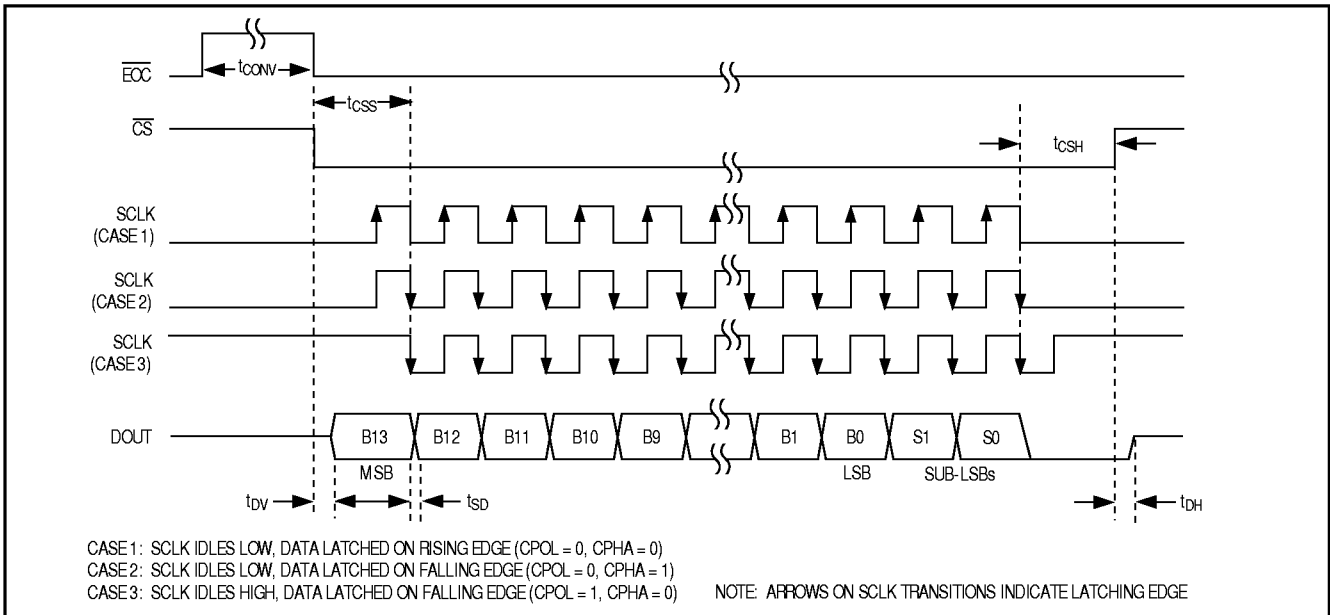 EOC
tCONV
tCSS
CS
tCSH
SCLK
(CASE 1)
SCLK
(CASE 2)
SCLK
(CASE 3)
DOUT
B13 B12 B11 B10 B9 B1 B0 S1 S0
MSB LSB SUB-LSBs
tDV tSD tDH
CASE 1: SCLK IDLES LOW, DATA LATCHED ON RISING EDGE (CPOL = 0, CPHA = 0)
CASE 2: SCLK IDLES LOW, DATA LATCHED ON FALLING EDGE (CPOL = 0, CPHA = 1)
CASE 3: SCLK IDLES HIGH, DATA LATCHED ON FALLING EDGE (CPOL = 1, CPHA = 0) NOTE: ARROWS ON SCLK TRANSITIONS INDICATE LATCHING EDGE